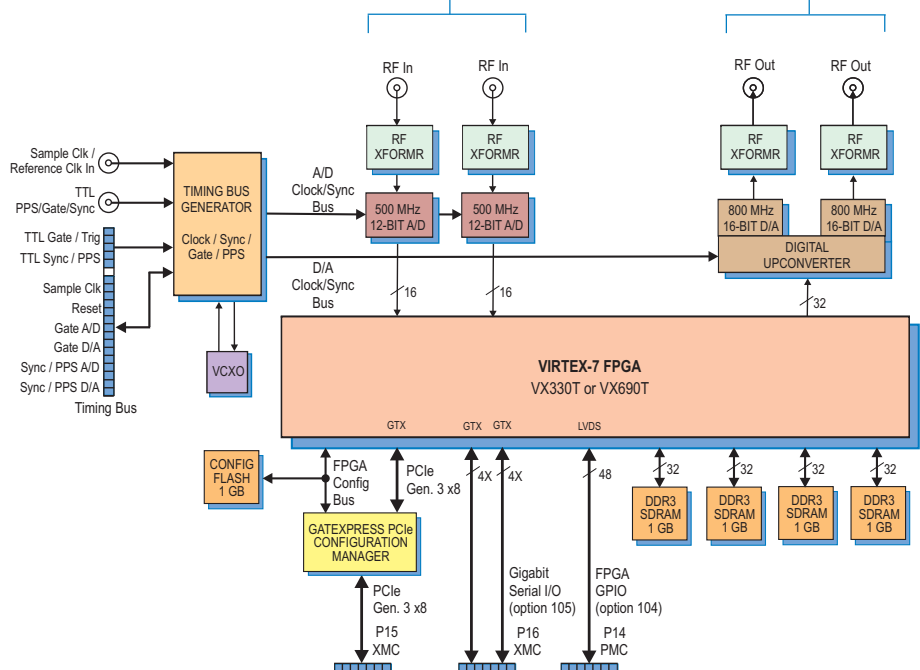 RF In
RF In
RF Out
RF Out
RF
XFORMR
RF
XFORMR
RF
XFORMR
RF
XFORMR
Sample Clk /
Reference Clk In
TTL
PPS/Gate/Sync
TTL Gate / Trig
TTL Sync / PPS
Sample Clk
Reset
Gate A/D
Gate D/A
Sync / PPS A/D
Sync / PPS D/A
Timing Bus
TIMING BUS
GENERATOR
Clock / Sync /
Gate / PPS
VCXO
A/D
Clock/Sync
Bus
D/A
Clock/Sync
Bus
500 MHz
12-BIT A/D
500 MHz
12-BIT A/D
800 MHz
16-BIT D/A
800 MHz
16-BIT D/A
DIGITAL
UPCONVERTER
16
16
32
VIRTEX-7 FPGA
VX330T or VX690T
GTX
GTX
GTX
LVDS
CONFIG
FLASH
1 GB
FPGA
Config
Bus
PCIe
Gen. 3 x8
4X
4X
48
32
32
32
32
DDR3
SDRAM
1 GB
DDR3
SDRAM
1 GB
DDR3
SDRAM
1 GB
DDR3
SDRAM
1 GB
GATEXPRESS PCIe
CONFIGURATION
MANAGER
PCIe
Gen. 3 x8
P15
XMC
Gigabit
Serial I/O
(option 105)
P16
XMC
FPGA
GPIO
(option 104)
P14
PMC